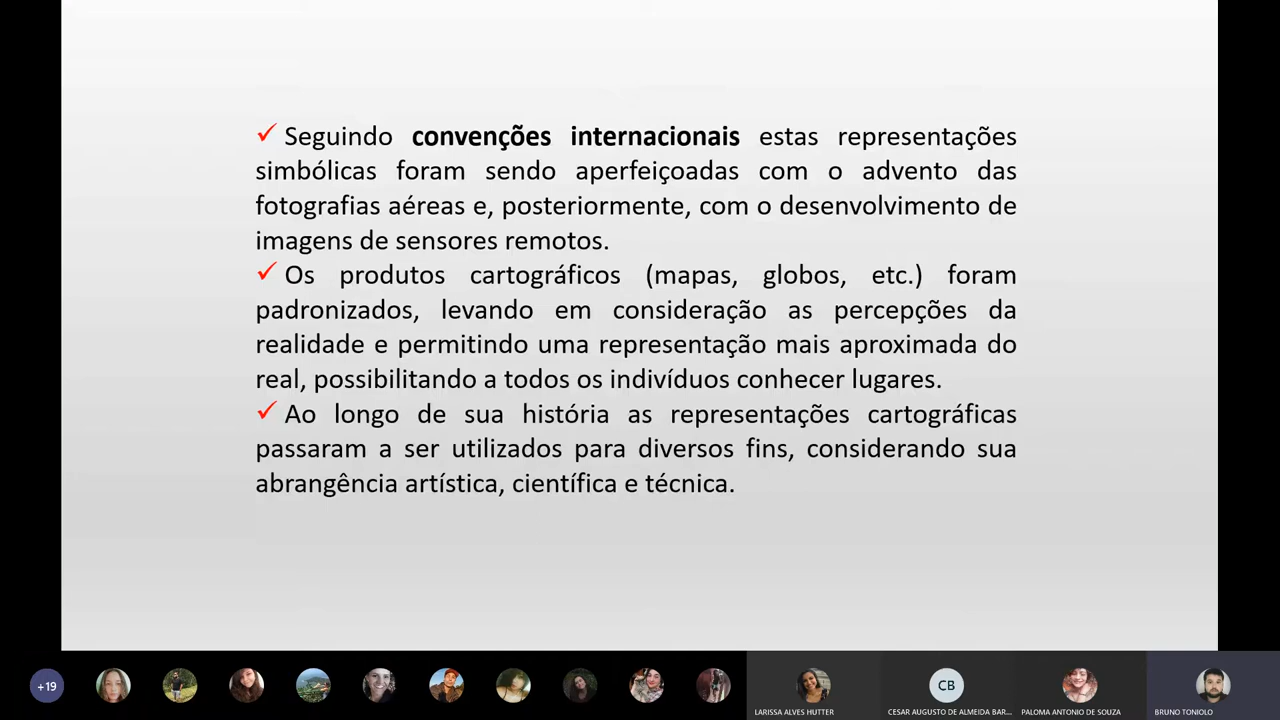 ✓ Seguindo convenções internacionais estas representações
simbólicas foram sendo aperfeiçoadas com o advento das
fotografias aéreas e, posteriormente, com o desenvolvimento de
imagens de sensores remotos.
✓ Os produtos cartográficos (mapas, globos, etc.) foram
padronizados, levando em consideração as percepções da
realidade e permitindo uma representação mais aproximada do
real, possibilitando a todos os indivíduos conhecer lugares.
✓ Ao longo de sua história as representações cartográficas
passaram a ser utilizados para diversos fins, considerando sua
abrangência artística, científica e técnica.
+19
CB
LARISSA ALVES HUTTER
CESAR AUGUSTO DE ALMEIDA BAR...
PALOMA ANTONIO DE SOUZA
BRUNO TONIOLO